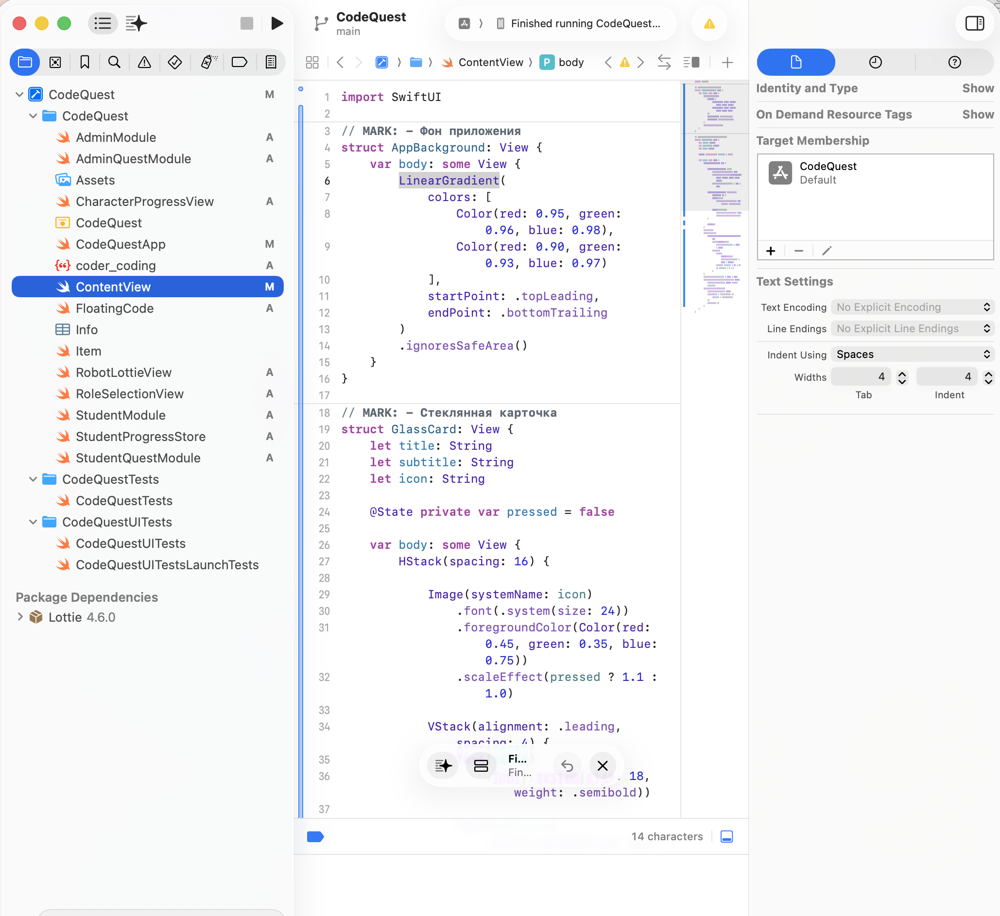 CodeQuest
main
Finished running CodeQuest...
ContentView
P body
CodeQuest M
CodeQuest
AdminModule A
AdminQuestModule A
Assets
CharacterProgressView A
CodeQuest
CodeQuestApp M
coder_coding A
ContentView M
FloatingCode A
Info
Item
RobotLottieView A
RoleSelectionView A
StudentModule A
StudentProgressStore A
StudentQuestModule A
CodeQuestTests
CodeQuestTests
CodeQuestUITests
CodeQuestUITests
CodeQuestUITestsLaunchTests
Package Dependencies
Lottie 4.6.0
1 import SwiftUI
2
3 // MARK: - Фон приложения
4 struct AppBackground: View {
5 var body: some View {
6 LinearGradient(
7 colors: [
8 Color(red: 0.95, green:
0.96, blue: 0.98),
9 Color(red: 0.90, green:
0.93, blue: 0.97)
10 ],
11 startPoint: .topLeading,
12 endPoint: .bottomTrailing
13 )
14 .ignoresSafeArea()
15 }
16 }
17
18 // MARK: - Стеклянная карточка
19 struct GlassCard: View {
20 let title: String
21 let subtitle: String
22 let icon: String
23
24 @State private var pressed = false
25
26 var body: some View {
27 HStack(spacing: 16) {
28
29 Image(systemName: icon)
30 .font(.system(size: 24))
31 .foregroundColor(Color(red:
0.45, green: 0.35, blue:
0.75))
32 .scaleEffect(pressed ? 1.1 :
1.0)
33
34 VStack(alignment: .leading,
spacing: 4) {
35
36 18,
weight: .semibold))
37
Fi...
Fin...
14 characters
Identity and Type Show
On Demand Resource Tags Show
Target Membership
CodeQuest
Default
Text Settings
Text Encoding No Explicit Encoding
Line Endings No Explicit Line Endings
Indent Using Spaces
Widths 4 4
Tab Indent